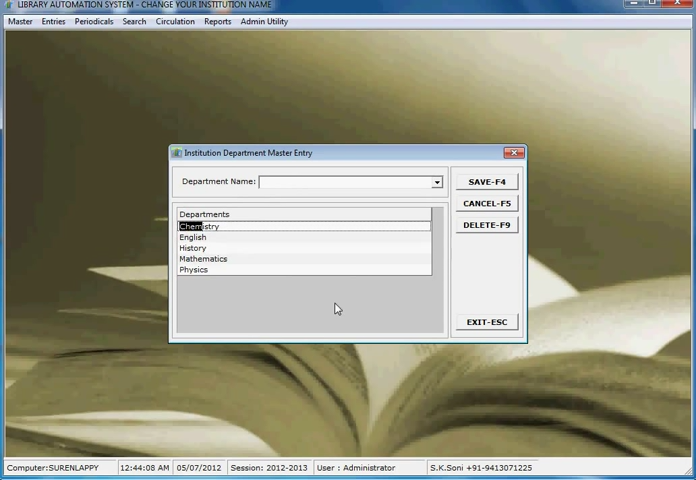 LIBRARY AUTOMATION SYSTEM - CHANGE YOUR INSTITUTION NAME
Master Entries Periodicals Search Circulation Reports Admin Utility
Institution Department Master Entry
Department Name:
SAVE-F4
CANCEL-F5
DELETE-F9
EXIT-ESC
Departments
Chemistry
English
History
Mathematics
Physics
Computer:SURENLAPPY 12:44:08 AM 05/07/2012 Session: 2012-2013 User : Administrator S.K.Soni +91-9413071225